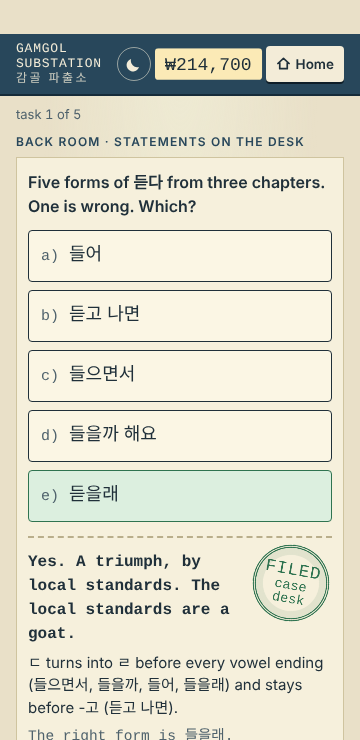 GAMGOL
SUBSTATION
감골 파출소
₩214,700
Home
task 1 of 5
BACK ROOM · STATEMENTS ON THE DESK
Five forms of 듣다 from three chapters.
One is wrong. Which?
a) 들어
b) 듣고 나면
c) 들으면서
d) 들을까 해요
e) 듣을래
Yes. A triumph, by
local standards. The
local standards are a
goat.
FILED
case
desk
ㄷ turns into ㄹ before every vowel ending
(들으면서, 들을까, 들어, 들을래) and stays
before -고 (듣고 나면).
The right form is 들을래.